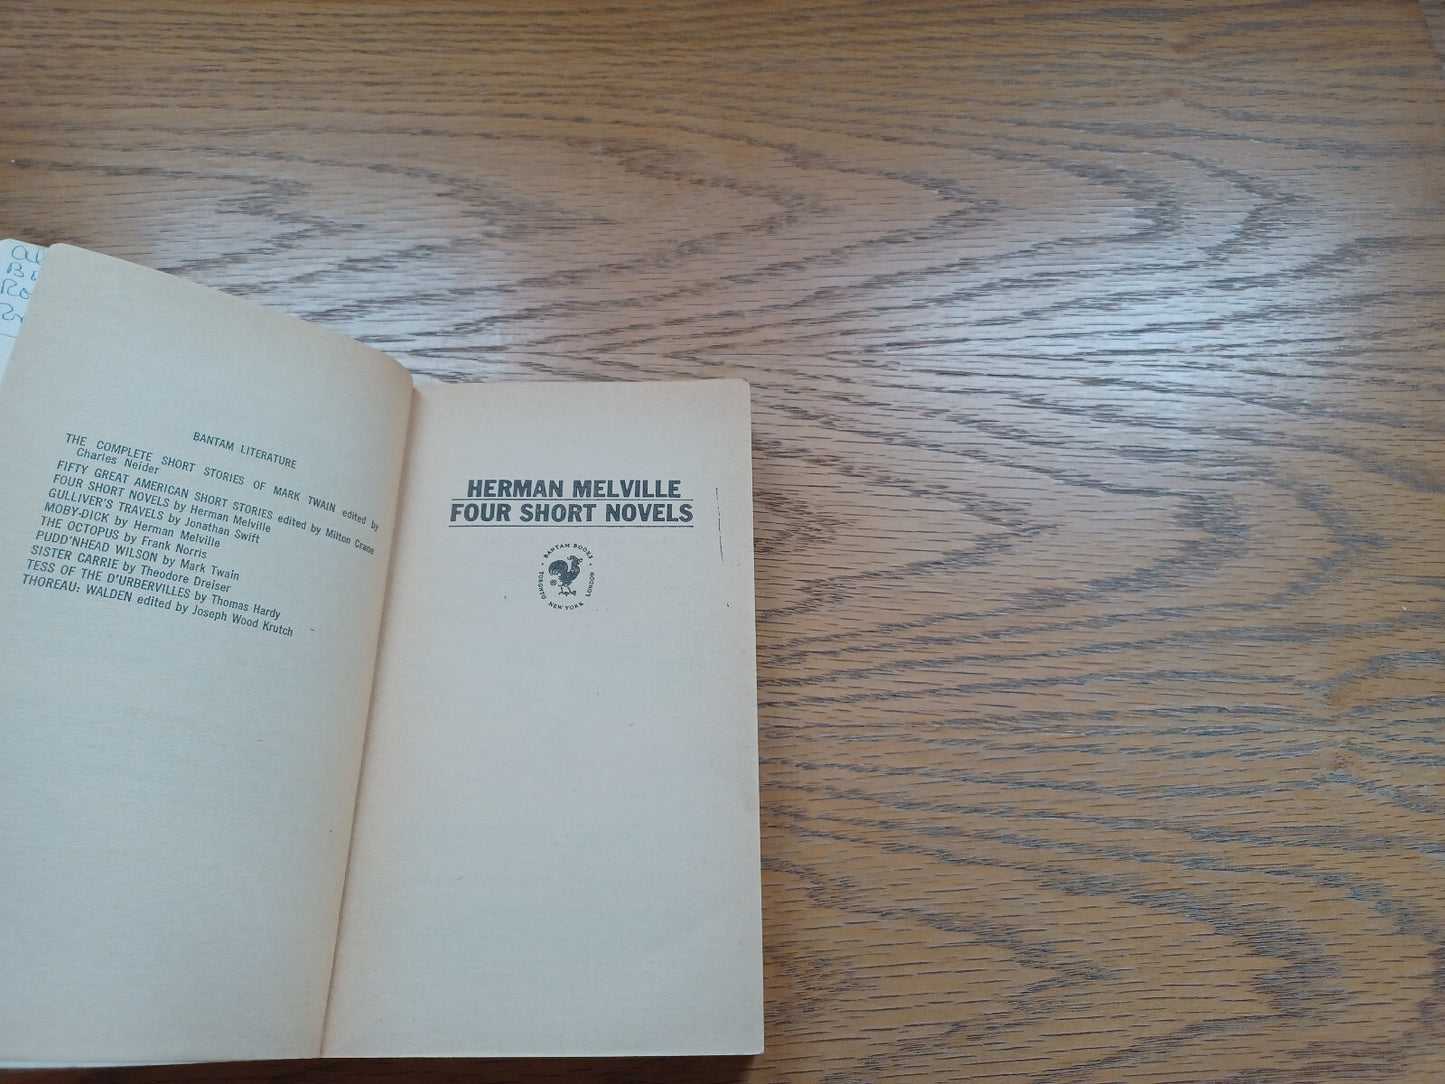 BANTAM LITERATURE
THE COMPLETE SHORT STORIES OF MARK TWAIN edited by
Charles Neider
FIFTY GREAT AMERICAN SHORT STORIES edited by Milton Crane
FOUR SHORT NOVELS by Herman Melville
GULLIVER'S TRAVELS by Jonathan Swift
MOBY-DICK by Herman Melville
THE OCTOPUS by Frank Norris
PUDD'NHEAD WILSON by Mark Twain
SISTER CARRIE by Theodore Dreiser
TESS OF THE D'URBERVILLES by Thomas Hardy
THOREAU: WALDEN edited by Joseph Wood Krutch
HERMAN MELVILLE
FOUR SHORT NOVELS
BANTAM BOOKS
TORONTO • NEW YORK • LONDON
®